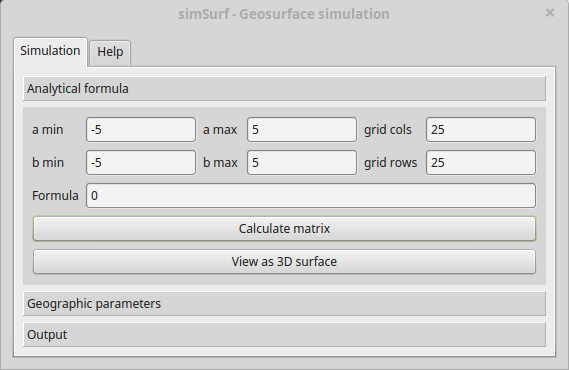 simSurf - Geosurface simulation ×
Simulation Help
Analytical formula
a min -5 a max 5 grid cols 25
b min -5 b max 5 grid rows 25
Formula 0
Calculate matrix
View as 3D surface
Geographic parameters
Output